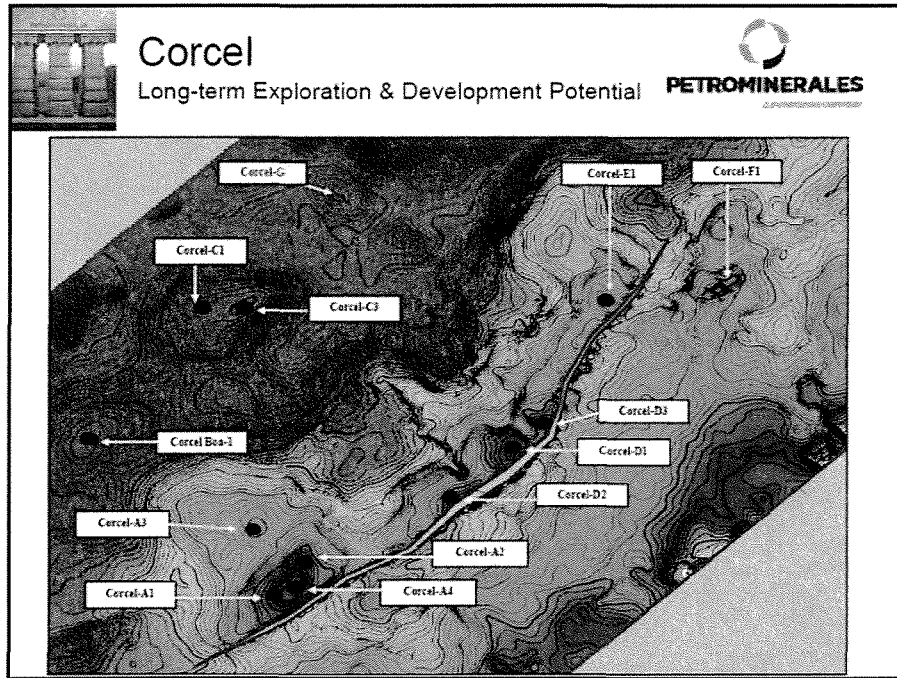 Corcel
Long-term Exploration & Development Potential
PETROMINERALES
Corcel-G
Corcel-E1
Corcel-F1
Corcel-C1
Corcel-C3
Corcel-D3
Corcel Boa-1
Corcel-D1
Corcel-D2
Corcel-A3
Corcel-A2
Corcel-A1
Corcel-A4